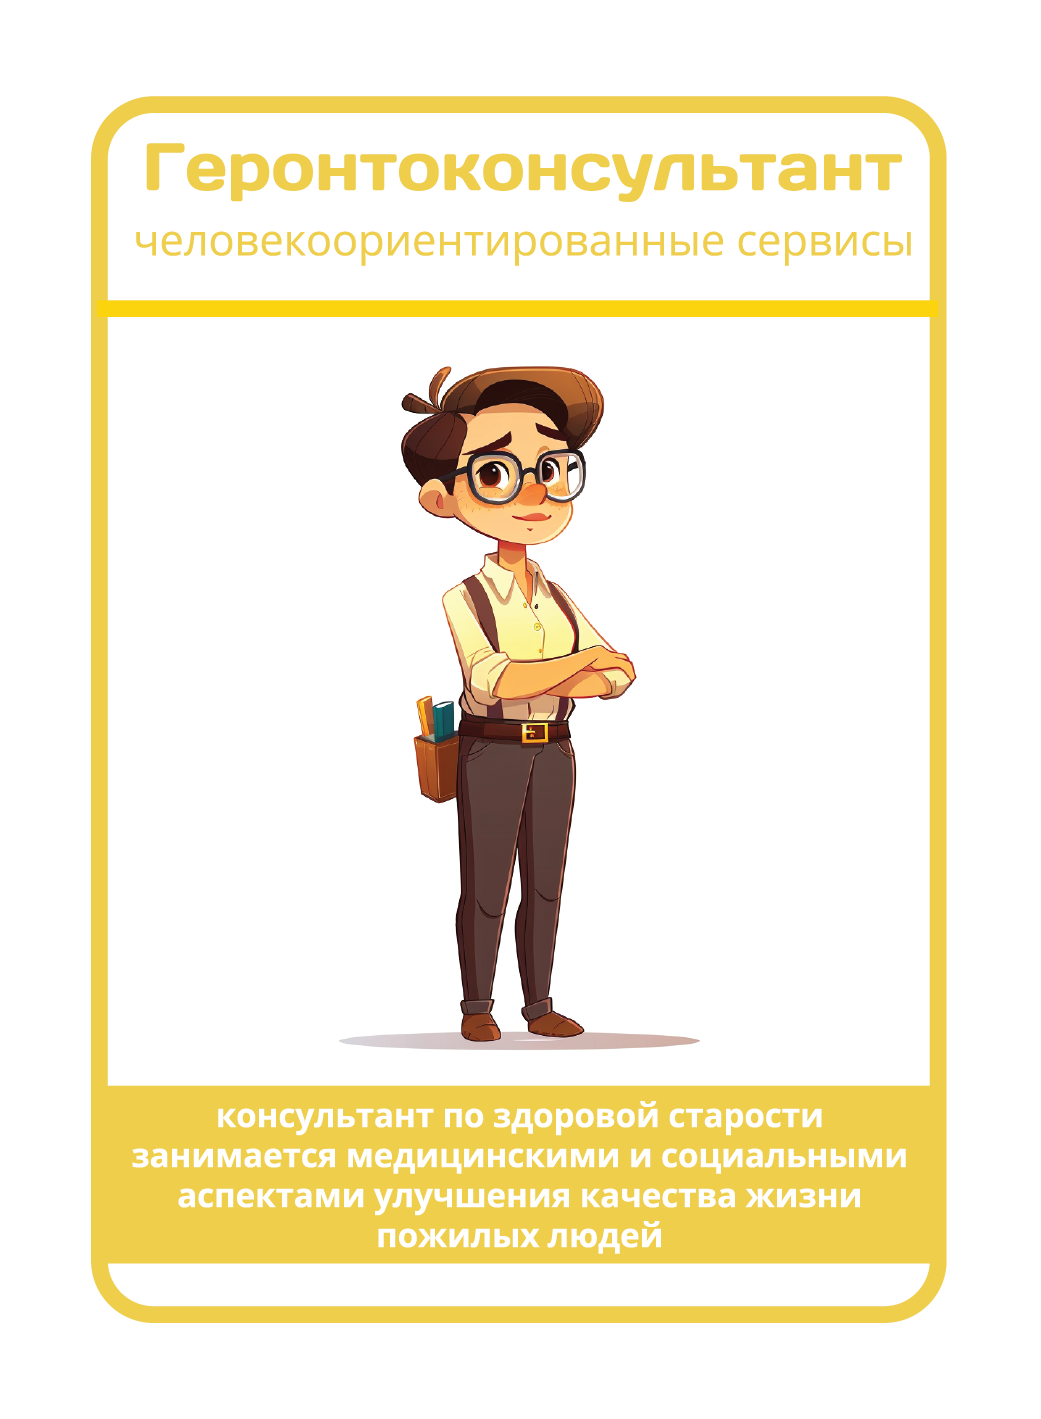 Геронтоконсультант
человекоориентированные сервисы
консультант по здоровой старости
занимается медицинскими и социальными
аспектами улучшения качества жизни
пожилых людей